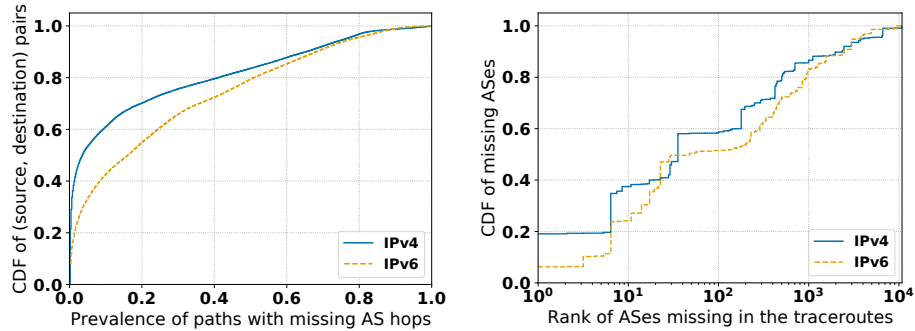 CDF of (source, destination) pairs
1.0
0.8
0.6
0.4
0.2
0.0
0.0 0.2 0.4 0.6 0.8 1.0
Prevalence of paths with missing AS hops
IPv4
IPv6
CDF of missing ASes
1.0
0.8
0.6
0.4
0.2
0.0
10⁰ 10¹ 10² 10³ 10⁴
Rank of ASes missing in the traceroutes
IPv4
IPv6